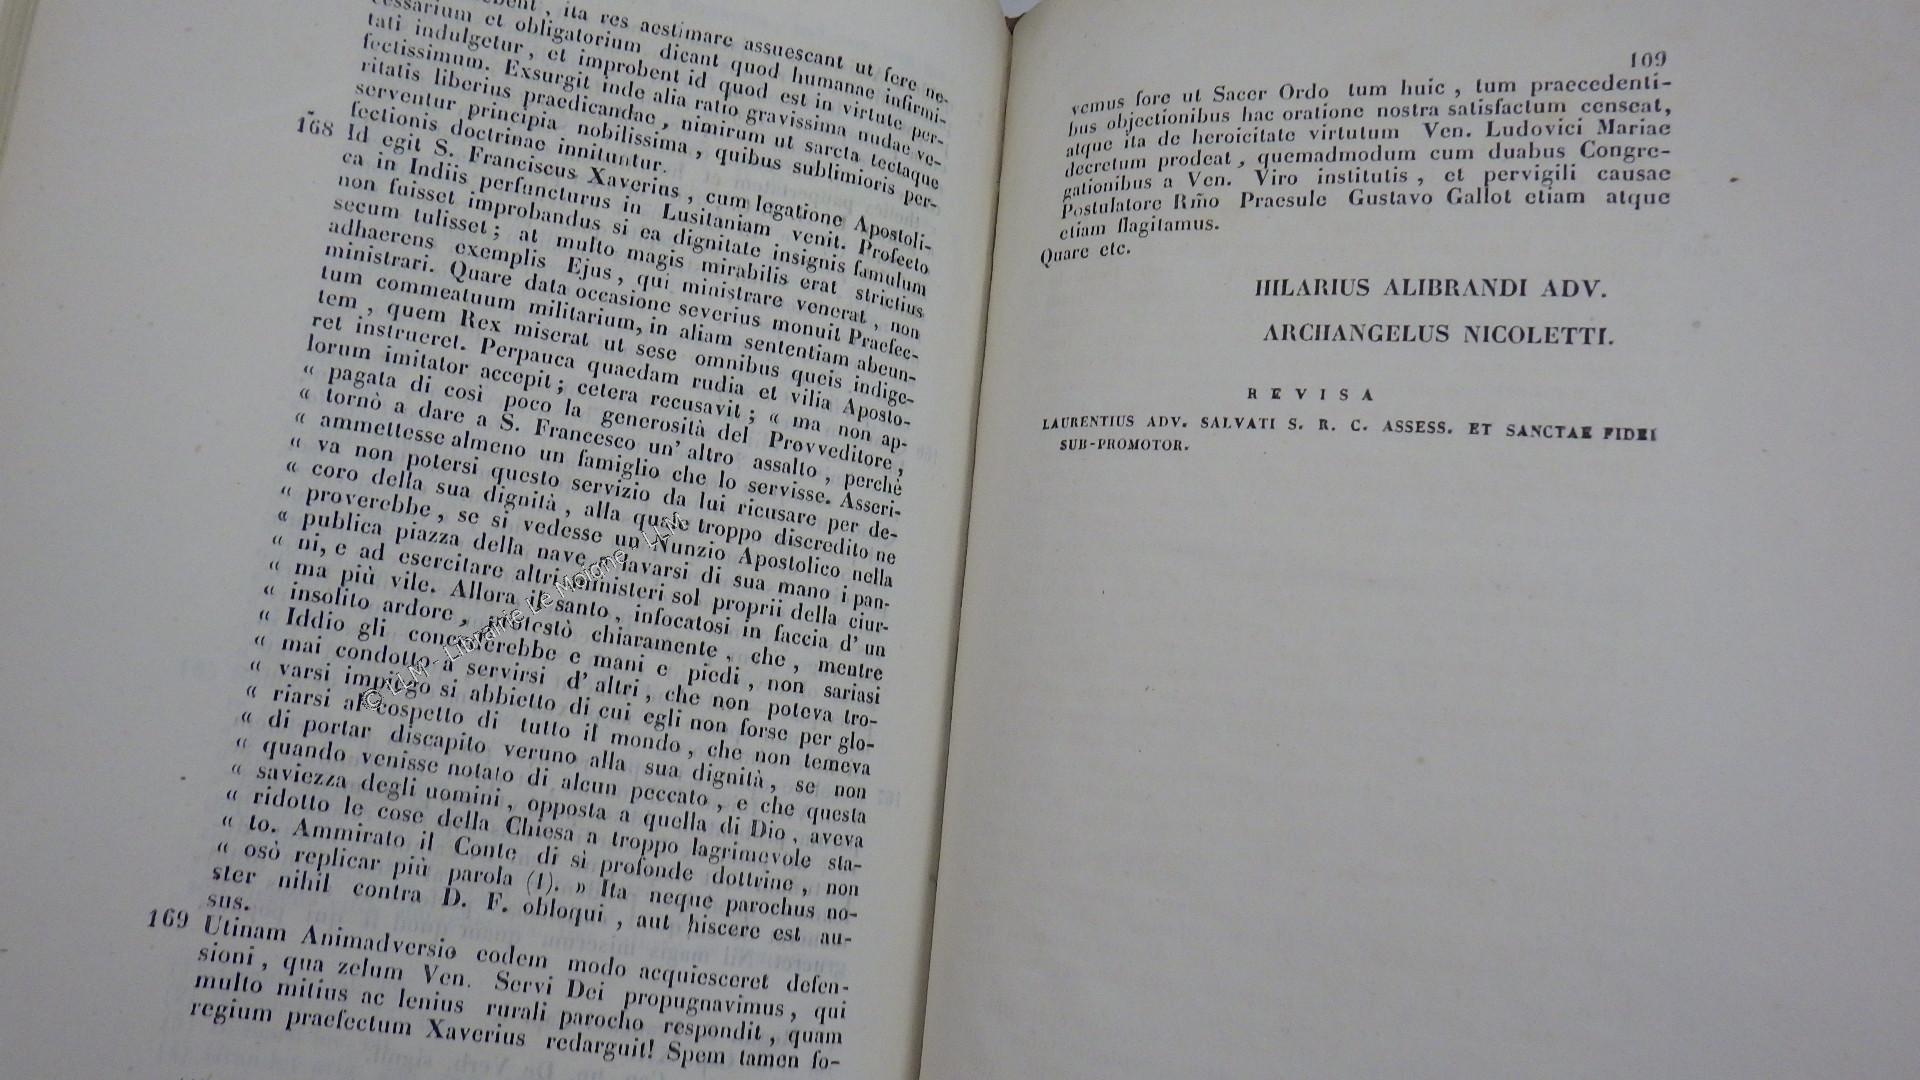 ita res aestimare assuescant ut fere ne-
cessarium et obligatorium dicant quod humanae infirmi-
tati indulgetur, et improbent id quod est in virtute per-
fectissimum. Exsurgit inde alia ratio gravissima nudae ve-
ritatis liberius praedicandae, nimirum ut sarcta tectaque
serventur principia nobilissima, quibus sublimioris per-
fectionis doctrinae innituntur.
168 Id egit S. Franciscus Xaverius, cum legatione Apostoli-
ca in Indiis perfuncturus in Lusitaniam venit. Profecto
non fuisset improbandus si ea dignitate insignis famulum
secum tulisset; at multo magis mirabilis erat strictius
adhaerens exemplis Ejus, qui ministrare venerat, non
ministrari. Quare data occasione severius monuit Praefec-
tum commeatuum militarium, in aliam sententiam abeun-
tem, quem Rex miserat ut sese omnibus queis indige-
ret instrueret. Perpauca quaedam rudia et vilia Aposto-
lorum imitator accepit; cetera recusavit; « ma non ap-
« pagata di così poco la generosità del Provveditore,
« tornò a dare a S. Francesco un' altro assalto, perchè
« ammettesse almeno un famiglio che lo servisse. Asseri-
« va non potersi questo servizio da lui ricusare per de-
« coro della sua dignità, alla quale troppo discredito ne
« proverebbe, se si vedesse un Nunzio Apostolico nella
« publica piazza della nave lavarsi di sua mano i pan-
« ni, e ad esercitare altri ministeri sol proprii della ciur-
« ma più vile. Allora il santo, infocatosi in faccia d' un
« insolito ardore, protestò chiaramente, che, mentre
« Iddio gli concederebbe e mani e piedi, non sariasi
« mai condotto a servirsi d' altri, che non poteva tro-
« varsi impiego si abbietto di cui egli non forse per glo-
« riarsi al cospetto di tutto il mondo, che non temeva
« di portar discapito veruno alla sua dignità, se non
« quando venisse notato di alcun peccato, e che questa
« saviezza degli uomini, opposta a quella di Dio, aveva
« ridotto le cose della Chiesa a troppo lagrimevole sta-
« to. Ammirato il Conte di sì profonde dottrine, non
« osò replicar più parola (1). » Ita neque parochus no-
ster nihil contra D. F. obloqui, aut hiscere est au-
sus.
169 Utinam Animadversio eodem modo acquiesceret defen-
sioni, qua zelum Ven. Servi Dei propugnavimus, qui
multo mitius ac lenius rurali parocho respondit, quam
regium praefectum Xaverius redarguit! Spem tamen fo-
© LLM - Librairie Le Moigne - LLM
109
vemus fore ut Sacer Ordo tum huic, tum praecedenti-
bus objectionibus hac oratione nostra satisfactum censeat,
atque ita de heroicitate virtutum Ven. Ludovici Mariae
decretum prodeat, quemadmodum cum duabus Congre-
gationibus a Ven. Viro institutis, et pervigili causae
Postulatore Rm̃o Praesule Gustavo Gallot etiam atque
etiam flagitamus.
Quare etc.
HILARIUS ALIBRANDI ADV.
ARCHANGELUS NICOLETTI.
REVISA
LAURENTIUS ADV. SALVATI S. R. C. ASSESS. ET SANCTAE FIDEI
SUB-PROMOTOR.